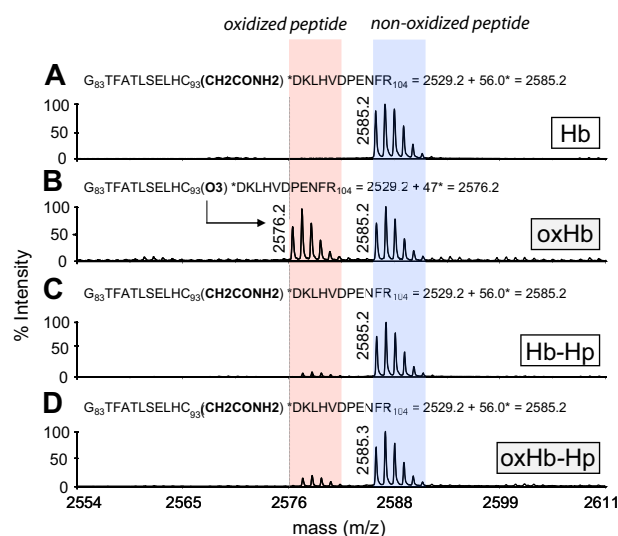 oxidized peptide non-oxidized peptide
A G83TFATLSELHC93(CH2CONH2) *DKLHVDPENFR104 = 2529.2 + 56.0* = 2585.2
100
50
0
2585.2
Hb
B G83TFATLSELHC93(O3) *DKLHVDPENFR104 = 2529.2 + 47* = 2576.2
100
50
0
2576.2
2585.2
oxHb
C G83TFATLSELHC93(CH2CONH2) *DKLHVDPENFR104 = 2529.2 + 56.0* = 2585.2
100
50
0
2585.2
Hb-Hp
D G83TFATLSELHC93(CH2CONH2) *DKLHVDPENFR104 = 2529.2 + 56.0* = 2585.2
100
50
0
2585.3
oxHb-Hp
% Intensity
2554 2565 2576 2588 2599 2611
mass (m/z)